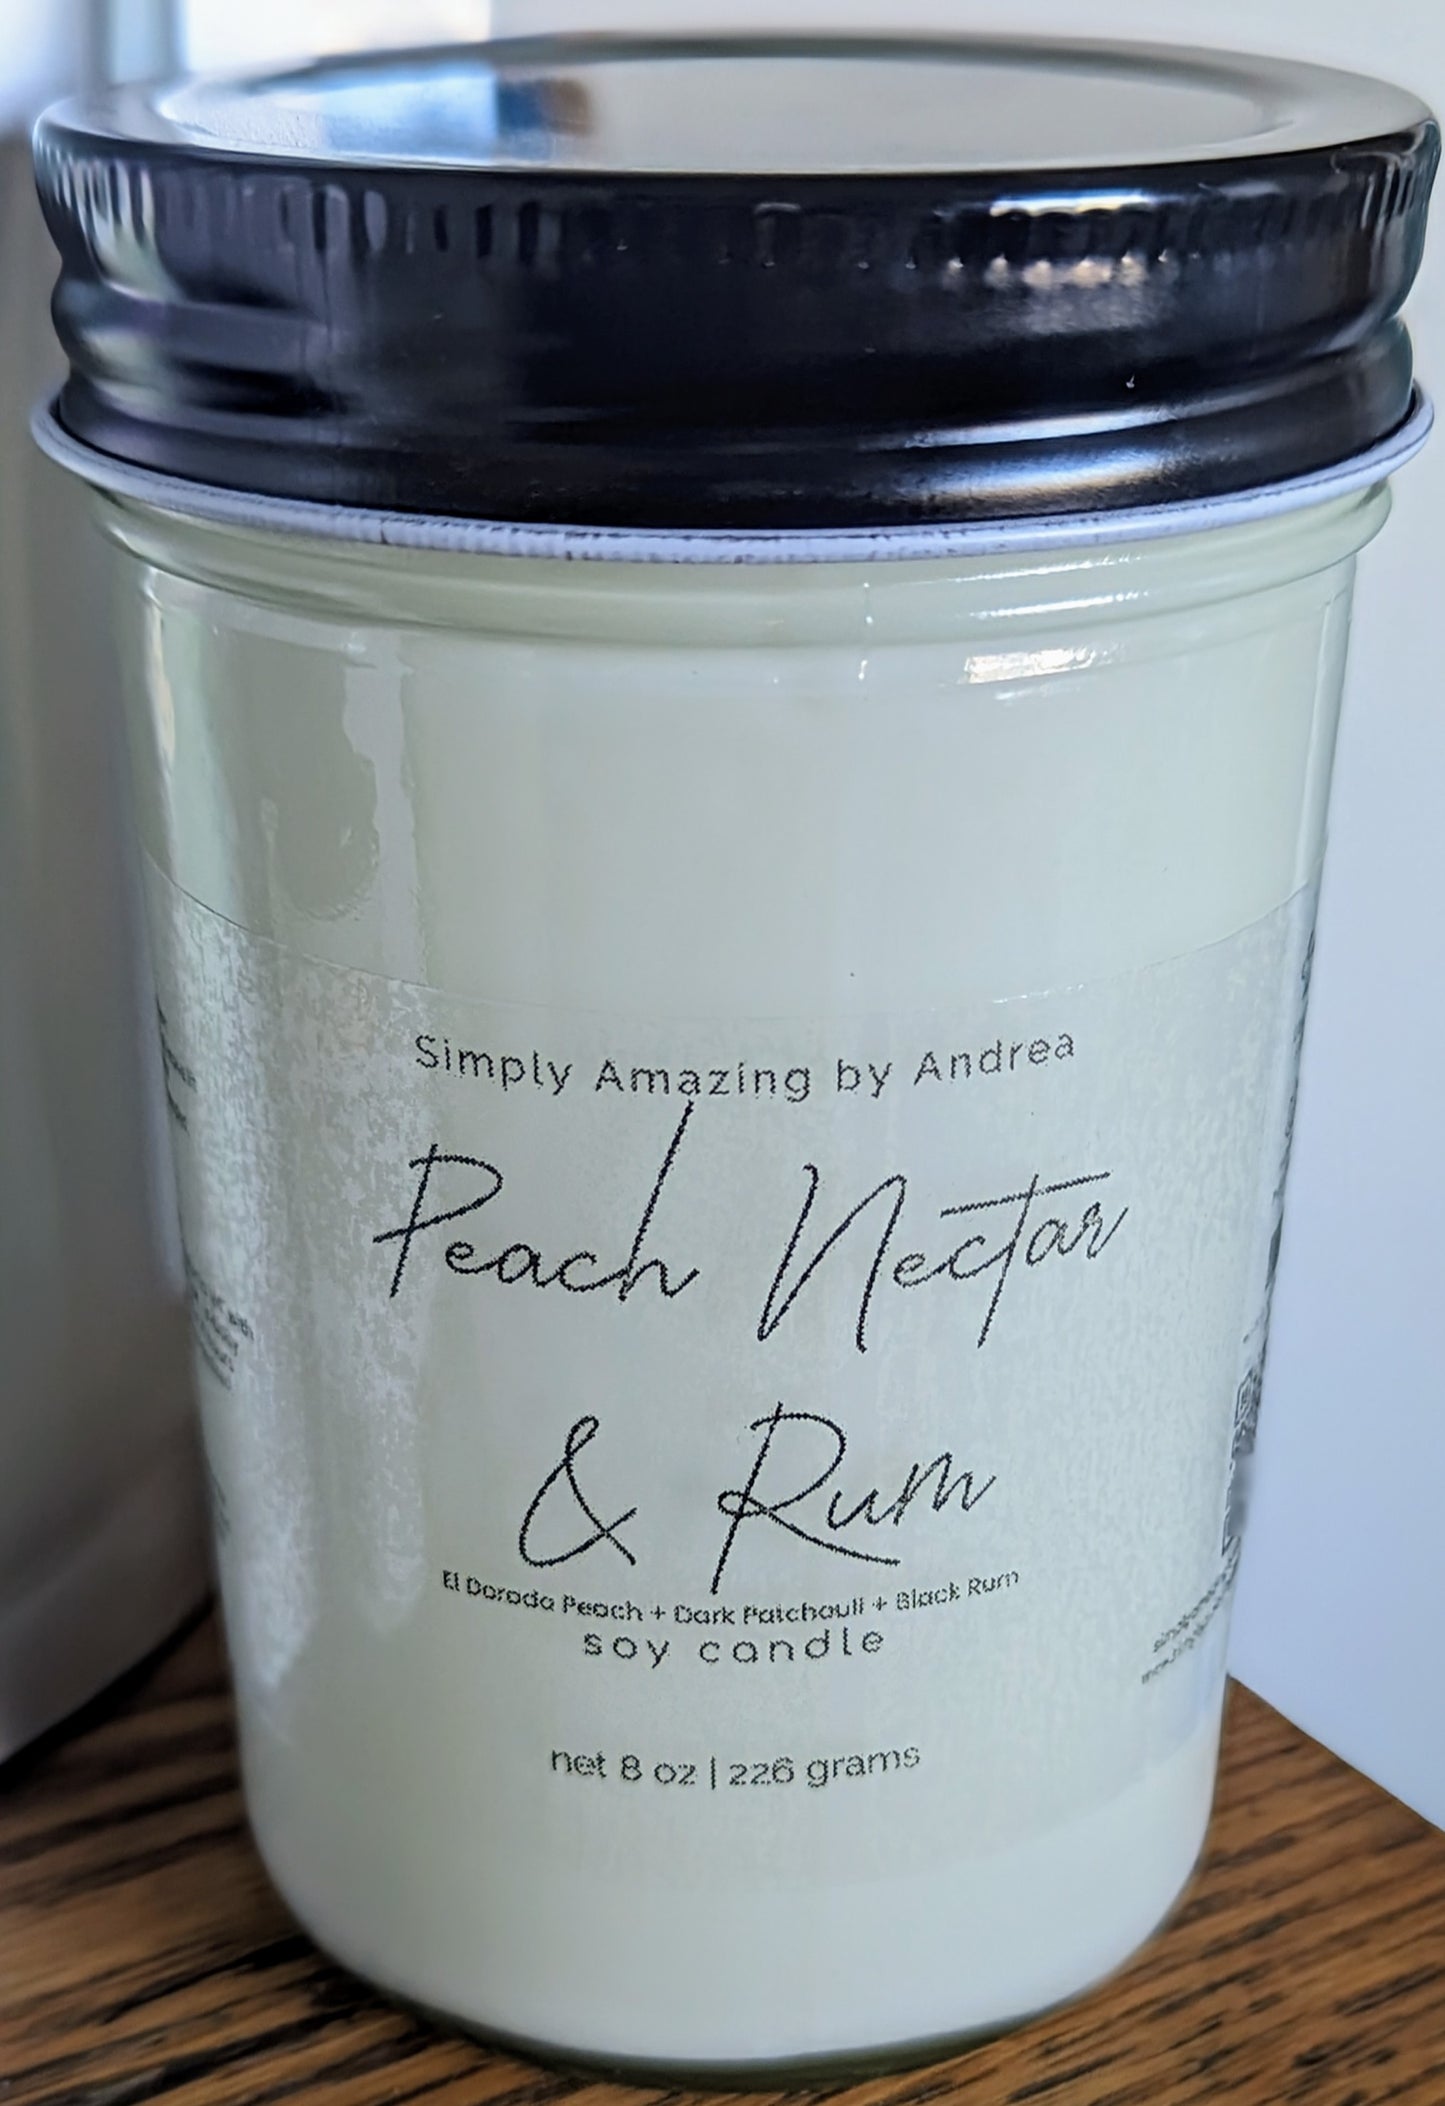 Simply Amazing by Andrea
Peach Nectar
& Rum
El Dorado Peach + Dark Patchouli + Black Rum
soy candle
net 8 oz | 226 grams